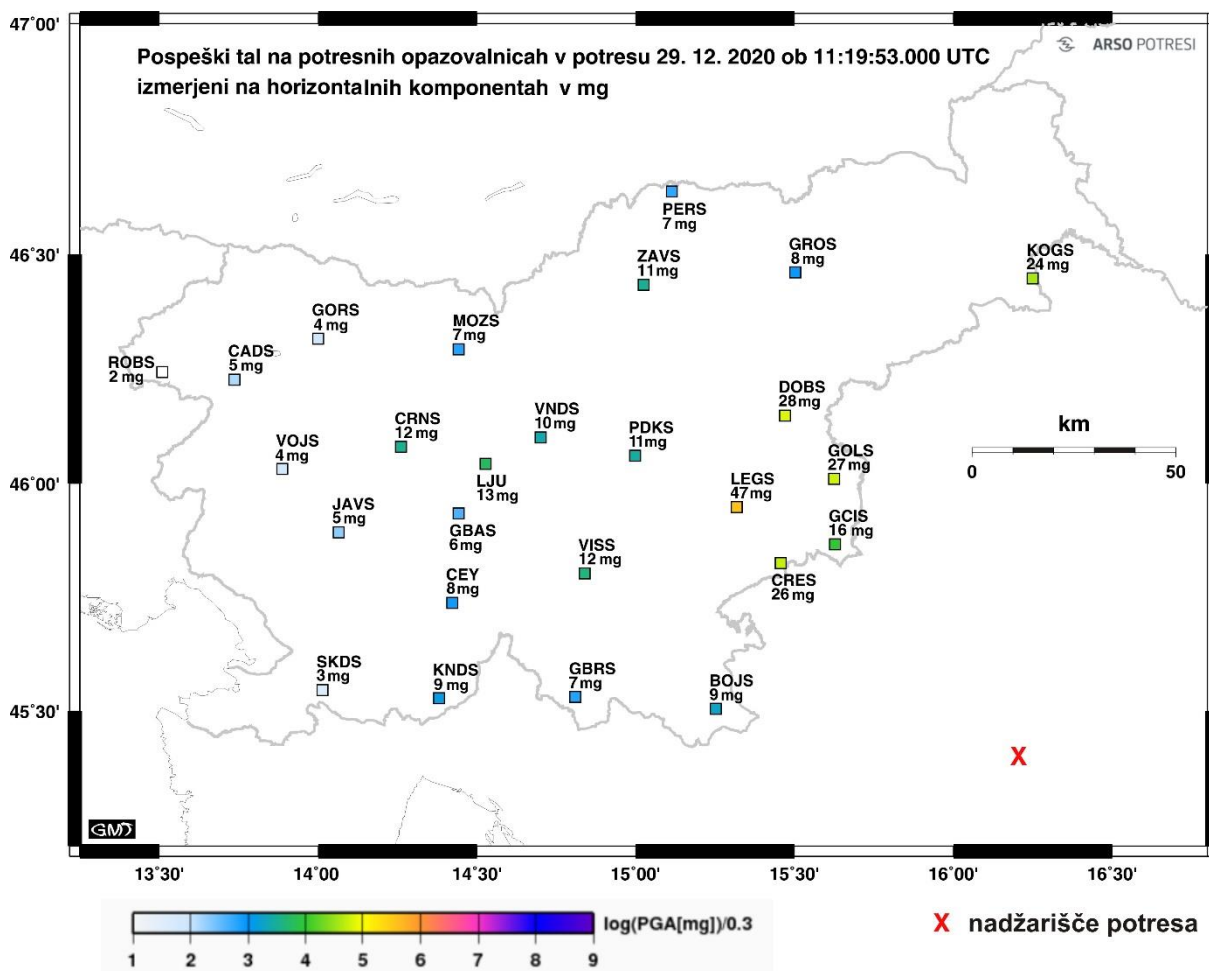 47°00'
Pospeški tal na potresnih opazovalnicah v potresu 29. 12. 2020 ob 11:19:53.000 UTC
izmerjeni na horizontalnih komponentah v mg
ARSO POTRESI
PERS
7 mg
46°30'
ZAVS
11 mg
GROS
8 mg
KOGS
24 mg
GORS
4 mg
MOZS
7 mg
ROBS
2 mg
CADS
5 mg
DOBS
28 mg
CRNS
12 mg
VNDS
10 mg
PDKS
11 mg
km
0 50
VOJS
4 mg
GOLS
27 mg
46°00'
LJU
13 mg
LEGS
47 mg
JAVS
5 mg
GBAS
6 mg
GCIS
16 mg
VISS
12 mg
CEY
8 mg
CRES
26 mg
SKDS
3 mg
KNDS
9 mg
GBRS
7 mg
BOJS
9 mg
45°30'
X
GMT
13°30' 14°00' 14°30' 15°00' 15°30' 16°00' 16°30'
log(PGA[mg])/0.3
1 2 3 4 5 6 7 8 9
X nadžarišče potresa